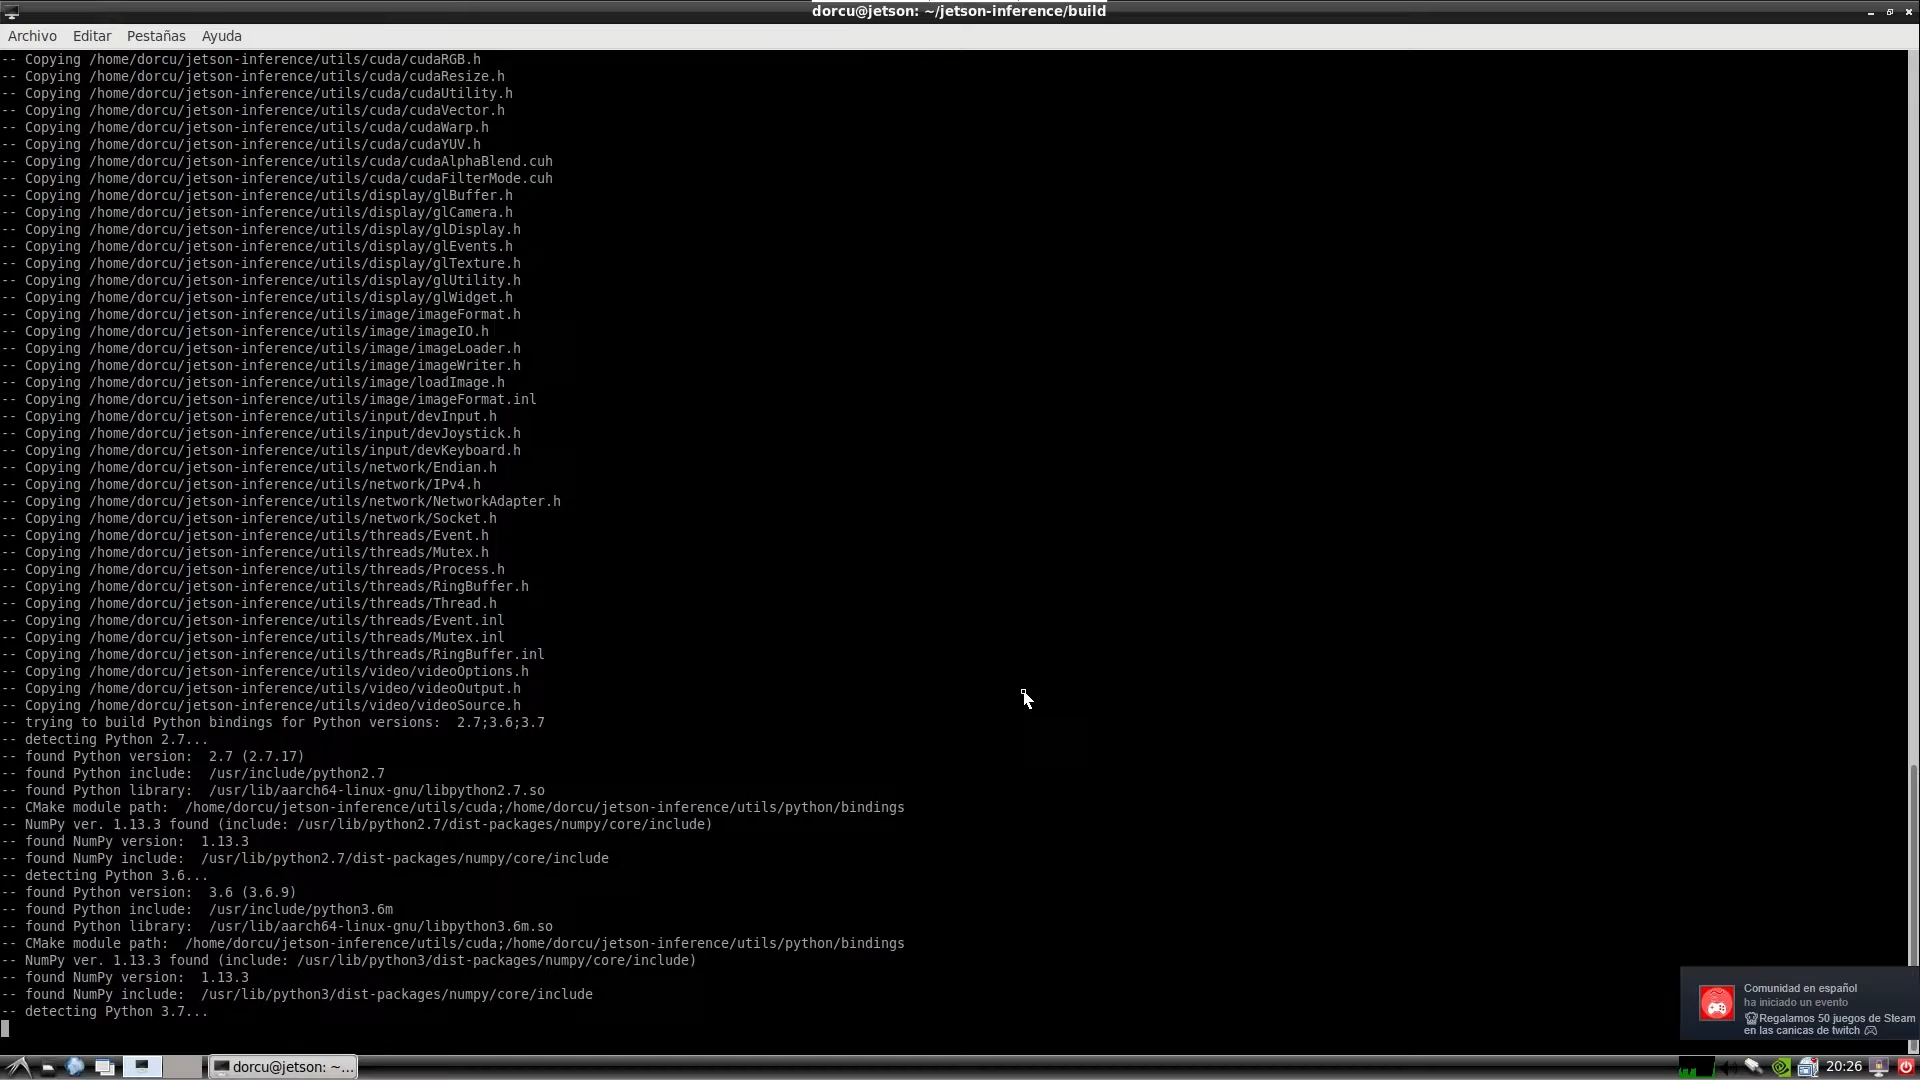 dorcu@jetson: ~/jetson-inference/build
Archivo Editar Pestañas Ayuda
-- Copying /home/dorcu/jetson-inference/utils/cuda/cudaRGB.h
-- Copying /home/dorcu/jetson-inference/utils/cuda/cudaResize.h
-- Copying /home/dorcu/jetson-inference/utils/cuda/cudaUtility.h
-- Copying /home/dorcu/jetson-inference/utils/cuda/cudaVector.h
-- Copying /home/dorcu/jetson-inference/utils/cuda/cudaWarp.h
-- Copying /home/dorcu/jetson-inference/utils/cuda/cudaYUV.h
-- Copying /home/dorcu/jetson-inference/utils/cuda/cudaAlphaBlend.cuh
-- Copying /home/dorcu/jetson-inference/utils/cuda/cudaFilterMode.cuh
-- Copying /home/dorcu/jetson-inference/utils/display/glBuffer.h
-- Copying /home/dorcu/jetson-inference/utils/display/glCamera.h
-- Copying /home/dorcu/jetson-inference/utils/display/glDisplay.h
-- Copying /home/dorcu/jetson-inference/utils/display/glEvents.h
-- Copying /home/dorcu/jetson-inference/utils/display/glTexture.h
-- Copying /home/dorcu/jetson-inference/utils/display/glUtility.h
-- Copying /home/dorcu/jetson-inference/utils/display/glWidget.h
-- Copying /home/dorcu/jetson-inference/utils/image/imageFormat.h
-- Copying /home/dorcu/jetson-inference/utils/image/imageIO.h
-- Copying /home/dorcu/jetson-inference/utils/image/imageLoader.h
-- Copying /home/dorcu/jetson-inference/utils/image/imageWriter.h
-- Copying /home/dorcu/jetson-inference/utils/image/loadImage.h
-- Copying /home/dorcu/jetson-inference/utils/image/imageFormat.inl
-- Copying /home/dorcu/jetson-inference/utils/input/devInput.h
-- Copying /home/dorcu/jetson-inference/utils/input/devJoystick.h
-- Copying /home/dorcu/jetson-inference/utils/input/devKeyboard.h
-- Copying /home/dorcu/jetson-inference/utils/network/Endian.h
-- Copying /home/dorcu/jetson-inference/utils/network/IPv4.h
-- Copying /home/dorcu/jetson-inference/utils/network/NetworkAdapter.h
-- Copying /home/dorcu/jetson-inference/utils/network/Socket.h
-- Copying /home/dorcu/jetson-inference/utils/threads/Event.h
-- Copying /home/dorcu/jetson-inference/utils/threads/Mutex.h
-- Copying /home/dorcu/jetson-inference/utils/threads/Process.h
-- Copying /home/dorcu/jetson-inference/utils/threads/RingBuffer.h
-- Copying /home/dorcu/jetson-inference/utils/threads/Thread.h
-- Copying /home/dorcu/jetson-inference/utils/threads/Event.inl
-- Copying /home/dorcu/jetson-inference/utils/threads/Mutex.inl
-- Copying /home/dorcu/jetson-inference/utils/threads/RingBuffer.inl
-- Copying /home/dorcu/jetson-inference/utils/video/videoOptions.h
-- Copying /home/dorcu/jetson-inference/utils/video/videoOutput.h
-- Copying /home/dorcu/jetson-inference/utils/video/videoSource.h
-- trying to build Python bindings for Python versions:  2.7;3.6;3.7
-- detecting Python 2.7...
-- found Python version:  2.7 (2.7.17)
-- found Python include:  /usr/include/python2.7
-- found Python library:  /usr/lib/aarch64-linux-gnu/libpython2.7.so
-- CMake module path:  /home/dorcu/jetson-inference/utils/cuda;/home/dorcu/jetson-inference/utils/python/bindings
-- NumPy ver. 1.13.3 found (include: /usr/lib/python2.7/dist-packages/numpy/core/include)
-- found NumPy version:  1.13.3
-- found NumPy include:  /usr/lib/python2.7/dist-packages/numpy/core/include
-- detecting Python 3.6...
-- found Python version:  3.6 (3.6.9)
-- found Python include:  /usr/include/python3.6m
-- found Python library:  /usr/lib/aarch64-linux-gnu/libpython3.6m.so
-- CMake module path:  /home/dorcu/jetson-inference/utils/cuda;/home/dorcu/jetson-inference/utils/python/bindings
-- NumPy ver. 1.13.3 found (include: /usr/lib/python3/dist-packages/numpy/core/include)
-- found NumPy version:  1.13.3
-- found NumPy include:  /usr/lib/python3/dist-packages/numpy/core/include
-- detecting Python 3.7...
Comunidad en español
ha iniciado un evento
Regalamos 50 juegos de Steam
en las canicas de twitch
dorcu@jetson: ~...
20:26